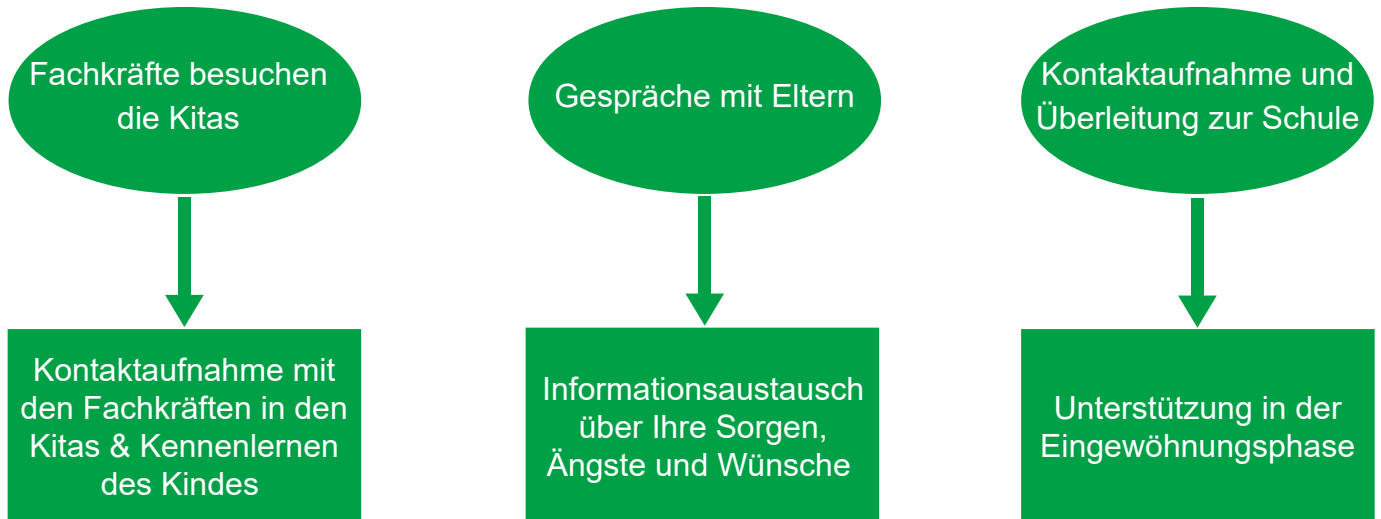 Fachkräfte besuchen
die Kitas
Gespräche mit Eltern
Kontaktaufnahme und
Überleitung zur Schule
Kontaktaufnahme mit
den Fachkräften in den
Kitas & Kennenlernen
des Kindes
Informationsaustausch
über Ihre Sorgen,
Ängste und Wünsche
Unterstützung in der
Eingewöhnungsphase